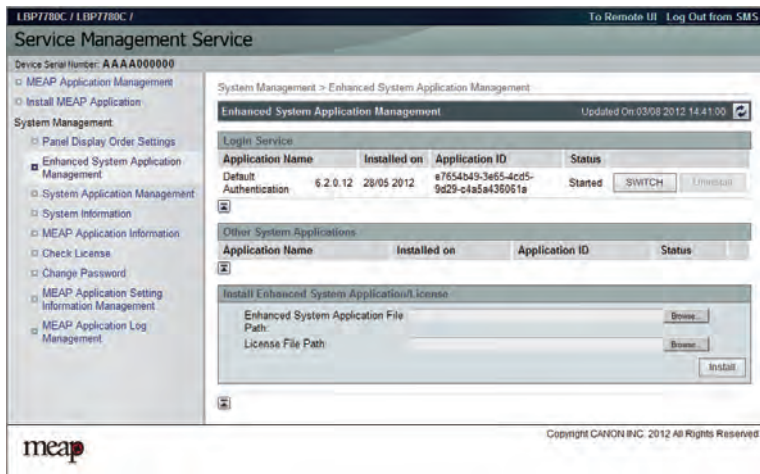 LBP7780C / LBP7780C /
To Remote UI Log Out from SMS
Service Management Service
Device Serial Number: AAAA000000
MEAP Application Management
Install MEAP Application
System Management
Panel Display Order Settings
Enhanced System Application
Management
System Application Management
System Information
MEAP Application Information
Check License
Change Password
MEAP Application Setting
Information Management
MEAP Application Log
Management
System Management > Enhanced System Application Management
Enhanced System Application Management Updated On:03/08 2012 14:41:00
Login Service
Application Name Installed on Application ID Status
Default
Authentication 6.2.0.12 28/05 2012 e7654b49-3e65-4cd5-
9d29-c4a5a436061a Started SWITCH Uninstall
Other System Applications
Application Name Installed on Application ID Status
Install Enhanced System Application/License
Enhanced System Application File
Path: Browse...
License File Path Browse...
Install
meap
Copyright CANON INC. 2012 All Rights Reserved